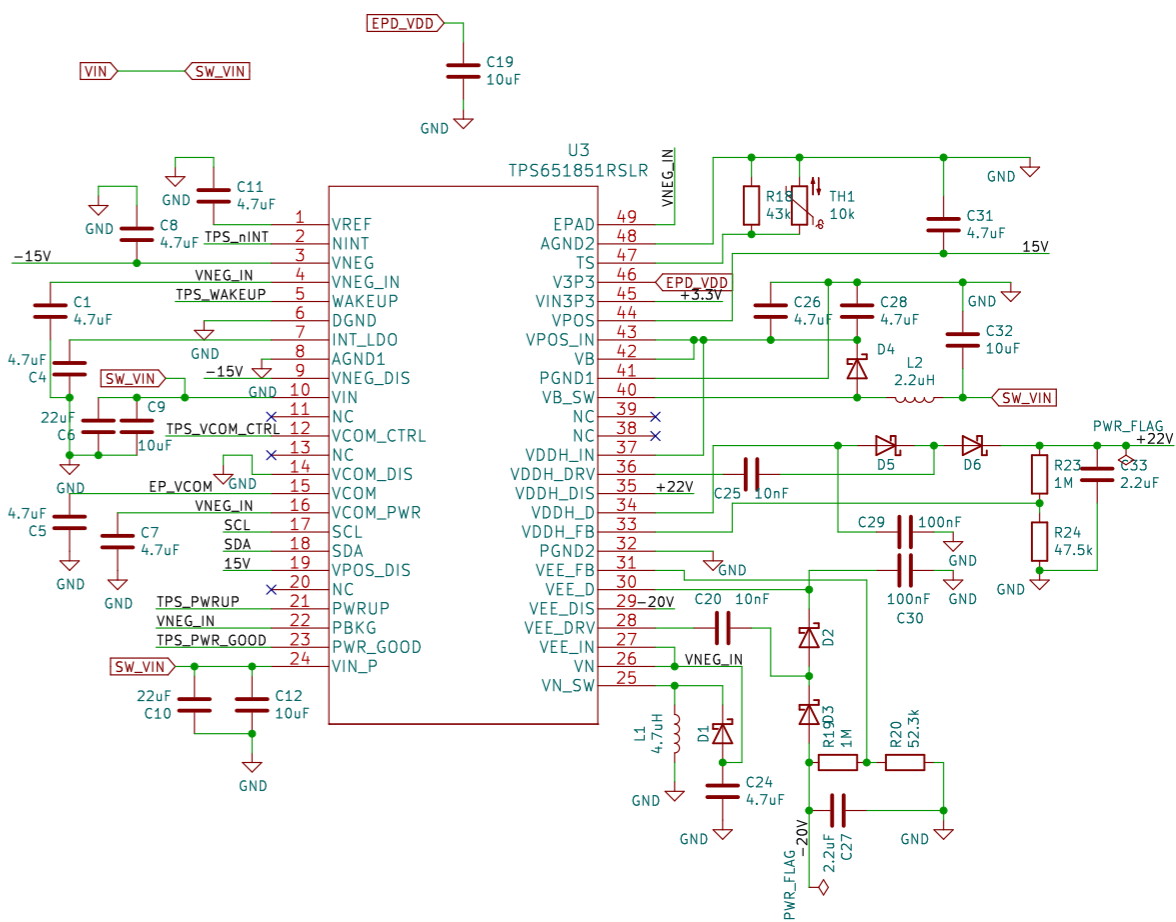 EPD_VDD
C19
10uF
GND
VIN
SW_VIN
U3
TPS651851RSLR
GND
C11
4.7uF
GND
C8
4.7uF
TPS_nINT
-15V
VNEG_IN
TPS_WAKEUP
C1
4.7uF
GND
4.7uF
C4
-15V
GND
SW_VIN
22uF
C6
C9
10uF
TPS_VCOM_CTRL
GND
GND
EP_VCOM
4.7uF
C5
GND
VNEG_IN
C7
4.7uF
GND
SCL
SDA
15V
TPS_PWRUP
VNEG_IN
TPS_PWR_GOOD
SW_VIN
22uF
C10
C12
10uF
GND
1 VREF
2 NINT
3 VNEG
4 VNEG_IN
5 WAKEUP
6 DGND
7 INT_LDO
8 AGND1
9 VNEG_DIS
10 VIN
11 NC
12 VCOM_CTRL
13 NC
14 VCOM_DIS
15 VCOM
16 VCOM_PWR
17 SCL
18 SDA
19 VPOS_DIS
20 NC
21 PWRUP
22 PBKG
23 PWR_GOOD
24 VIN_P
EPAD 49
AGND2 48
TS 47
V3P3 46
VIN3P3 45
VPOS 44
VPOS_IN 43
VB 42
PGND1 41
VB_SW 40
NC 39
NC 38
VDDH_IN 37
VDDH_DRV 36
VDDH_DIS 35
VDDH_D 34
VDDH_FB 33
PGND2 32
VEE_FB 31
VEE_D 30
VEE_DIS 29
VEE_DRV 28
VEE_IN 27
VN 26
VN_SW 25
VNEG_IN
R18
43k
TH1
10k
GND
C31
4.7uF
15V
EPD_VDD
+3.3V
C26
4.7uF
C28
4.7uF
GND
C32
10uF
D4
L2
2.2uH
SW_VIN
PWR_FLAG
+22V
D5
D6
R23
1M
C33
2.2uF
C25
10nF
+22V
C29
100nF
GND
R24
47.5k
GND
GND
100nF
C30
GND
-20V
C20
10nF
D2
VNEG_IN
D3
L1
4.7uH
GND
D1
C24
4.7uF
GND
R19
1M
R20
52.3k
C27
2.2uF
GND
-20V
PWR_FLAG